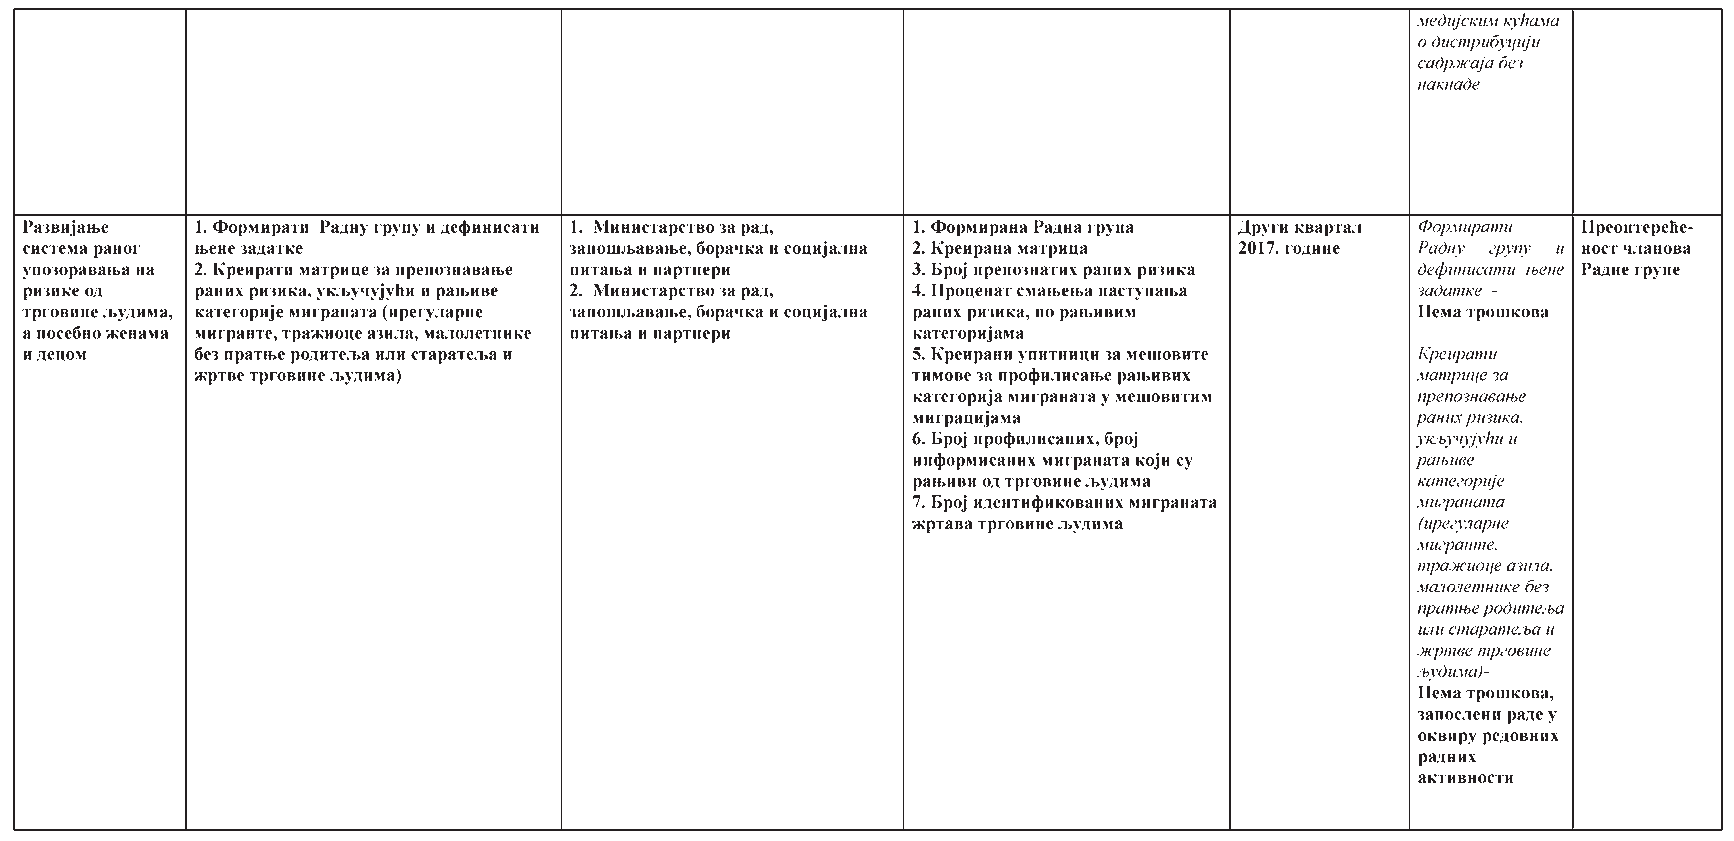 медијским кућама
о дистрибуцији
садржаја без
накнаде
Развијање
система раног
упозоравања на
ризике од
трговине људима,
а посебно женама
и децом
1. Формирати Радну групу и дефинисати
њене задатке
2. Креирати матрице за препознавање
раних ризика, укључујући и рањиве
категорије миграната (ирегуларне
мигранте, тражиоце азила, малолетнике
без пратње родитеља или старатеља и
жртве трговине људима)
1. Министарство за рад,
запошљавање, борачка и социјална
питања и партнери
2. Министарство за рад,
запошљавање, борачка и социјална
питања и партнери
1. Формирана Радна група
2. Креирана матрица
3. Број препознатих раних ризика
4. Проценат смањења наступања
раних ризика, по рањивим
категоријама
5. Креирани упитници за мешовите
тимове за профилисање рањивих
категорија миграната у мешовитим
миграцијама
6. Број профилисаних, број
информисаних миграната који су
рањиви од трговине људима
7. Број идентификованих миграната
жртава трговине људима
Други квартал
2017. године
Формирати
Радну групу и
дефинисати њене
задатке -
Нема трошкова
Креирати
матрице за
препознавање
раних ризика,
укључујући и
рањиве
категорије
миграната
(ирегуларне
мигранте,
тражиоце азила,
малолетнике без
пратње родитеља
или старатеља и
жртве трговине
људима)-
Нема трошкова,
запослени раде у
оквиру редовних
радних
активности
Преоптереће-
ност чланова
Радне групе